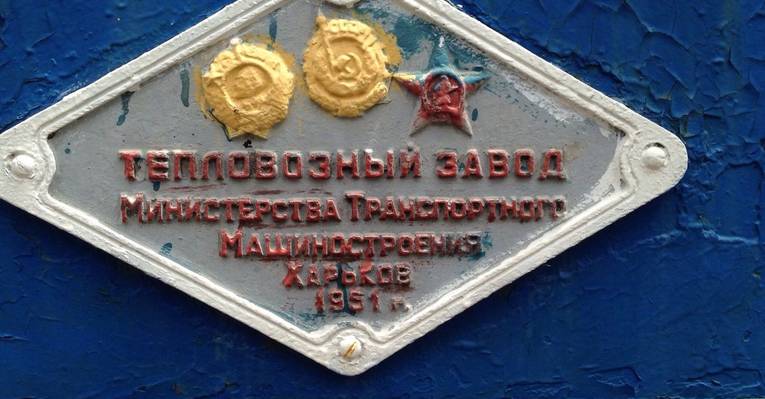 ТЕПЛОВОЗНЫЙ ЗАВОД
МИНИСТЕРСТВА ТРАНСПОРТНОГО
МАШИНОСТРОЕНИЯ
ХАРЬКОВ
1951 г.